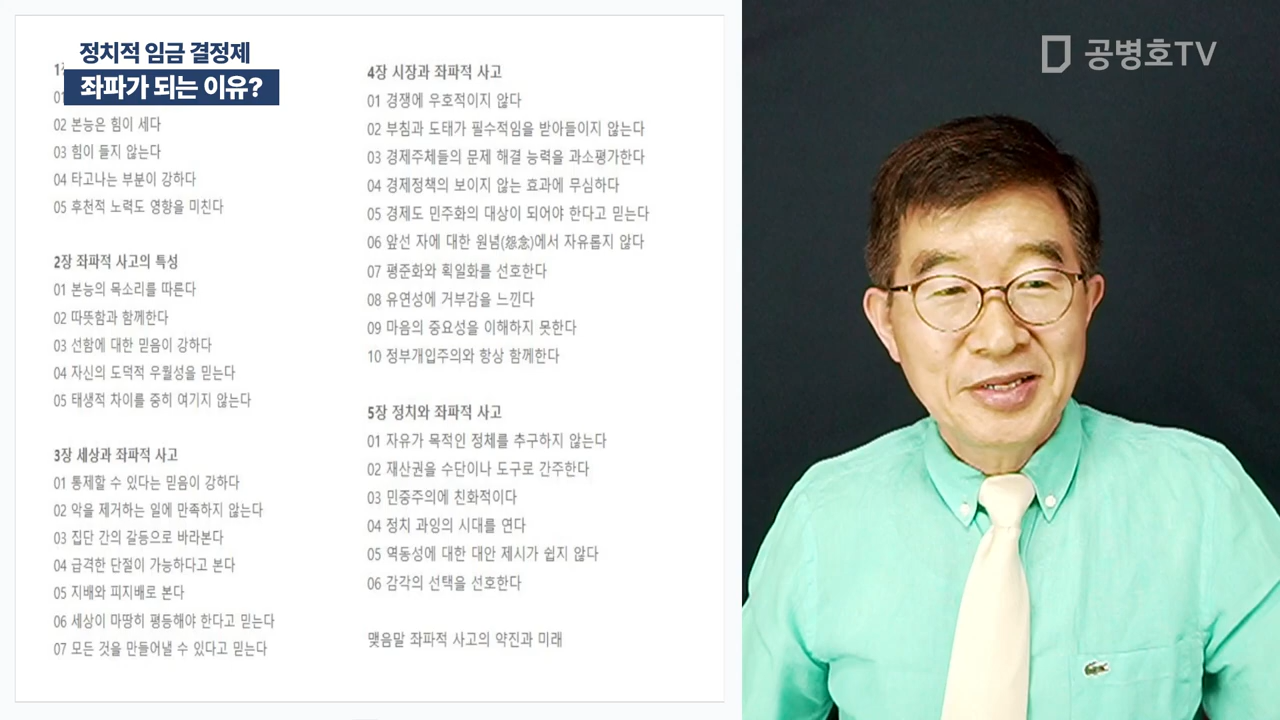 정치적 임금 결정제
좌파가 되는 이유?
02 본능은 힘이 세다
03 힘이 들지 않는다
04 타고나는 부분이 강하다
05 후천적 노력도 영향을 미친다
2장 좌파적 사고의 특성
01 본능의 목소리를 따른다
02 따뜻함과 함께한다
03 선함에 대한 믿음이 강하다
04 자신의 도덕적 우월성을 믿는다
05 태생적 차이를 중히 여기지 않는다
3장 세상과 좌파적 사고
01 통제할 수 있다는 믿음이 강하다
02 악을 제거하는 일에 만족하지 않는다
03 집단 간의 갈등으로 바라본다
04 급격한 단절이 가능하다고 본다
05 지배와 피지배로 본다
06 세상이 마땅히 평등해야 한다고 믿는다
07 모든 것을 만들어낼 수 있다고 믿는다
4장 시장과 좌파적 사고
01 경쟁에 우호적이지 않다
02 부침과 도태가 필수적임을 받아들이지 않는다
03 경제주체들의 문제 해결 능력을 과소평가한다
04 경제정책의 보이지 않는 효과에 무심하다
05 경제도 민주화의 대상이 되어야 한다고 믿는다
06 앞선 자에 대한 원념(怨念)에서 자유롭지 않다
07 평준화와 획일화를 선호한다
08 유연성에 거부감을 느낀다
09 마음의 중요성을 이해하지 못한다
10 정부개입주의와 항상 함께한다
5장 정치와 좌파적 사고
01 자유가 목적인 정체를 추구하지 않는다
02 재산권을 수단이나 도구로 간주한다
03 민중주의에 친화적이다
04 정치 과잉의 시대를 연다
05 역동성에 대한 대안 제시가 쉽지 않다
06 감각의 선택을 선호한다
맺음말 좌파적 사고의 약진과 미래
공병호TV